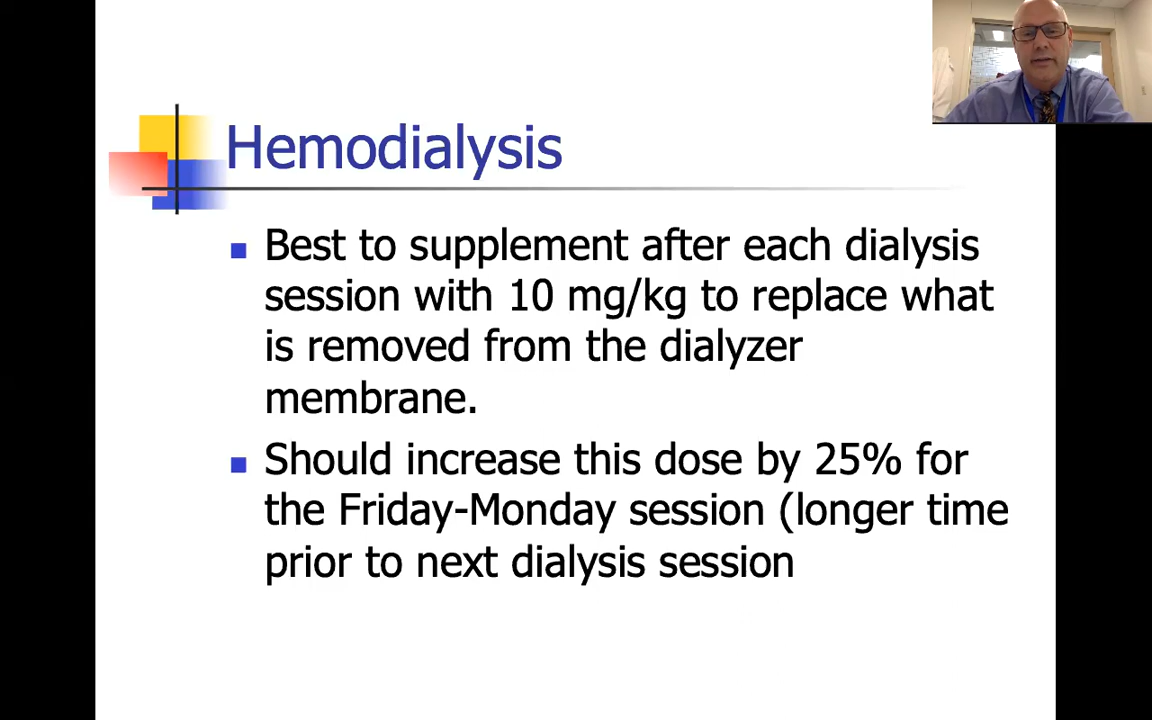 Hemodialysis
Best to supplement after each dialysis
session with 10 mg/kg to replace what
is removed from the dialyzer
membrane.
Should increase this dose by 25% for
the Friday-Monday session (longer time
prior to next dialysis session